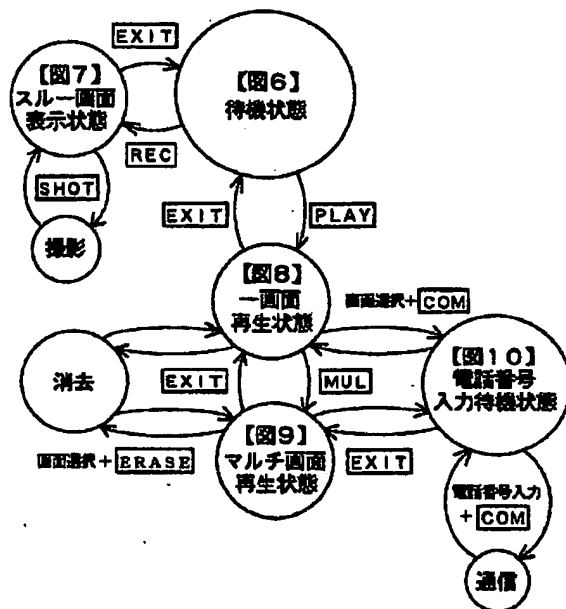 EXIT
【図7】
スルー画面
表示状態
【図6】
待機状態
REC
SHOT
撮影
EXIT
PLAY
【図8】
一画面
再生状態
画面選択+COM
消去
EXIT
MUL
【図10】
電話番号
入力待機状態
【図9】
マルチ画面
再生状態
画面選択+ERASE
EXIT
電話番号入力
+COM
通信